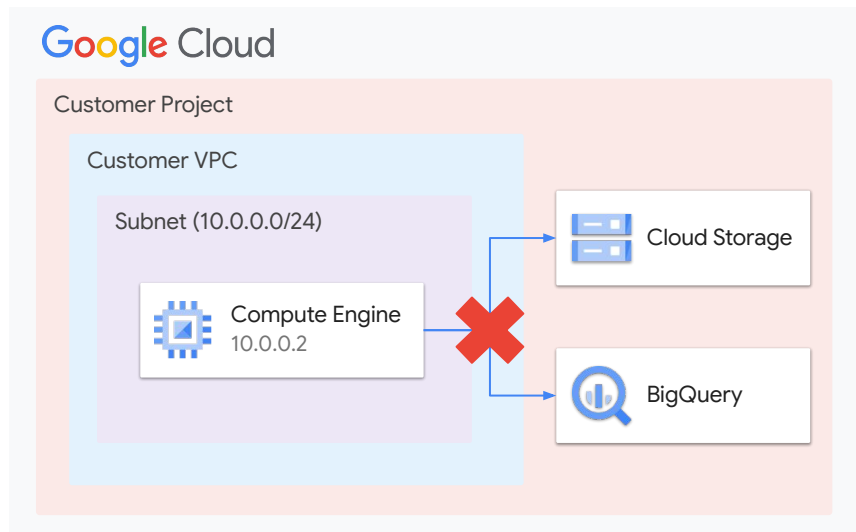 Google Cloud
Customer Project
Customer VPC
Subnet (10.0.0.0/24)
Compute Engine
10.0.0.2
Cloud Storage
BigQuery